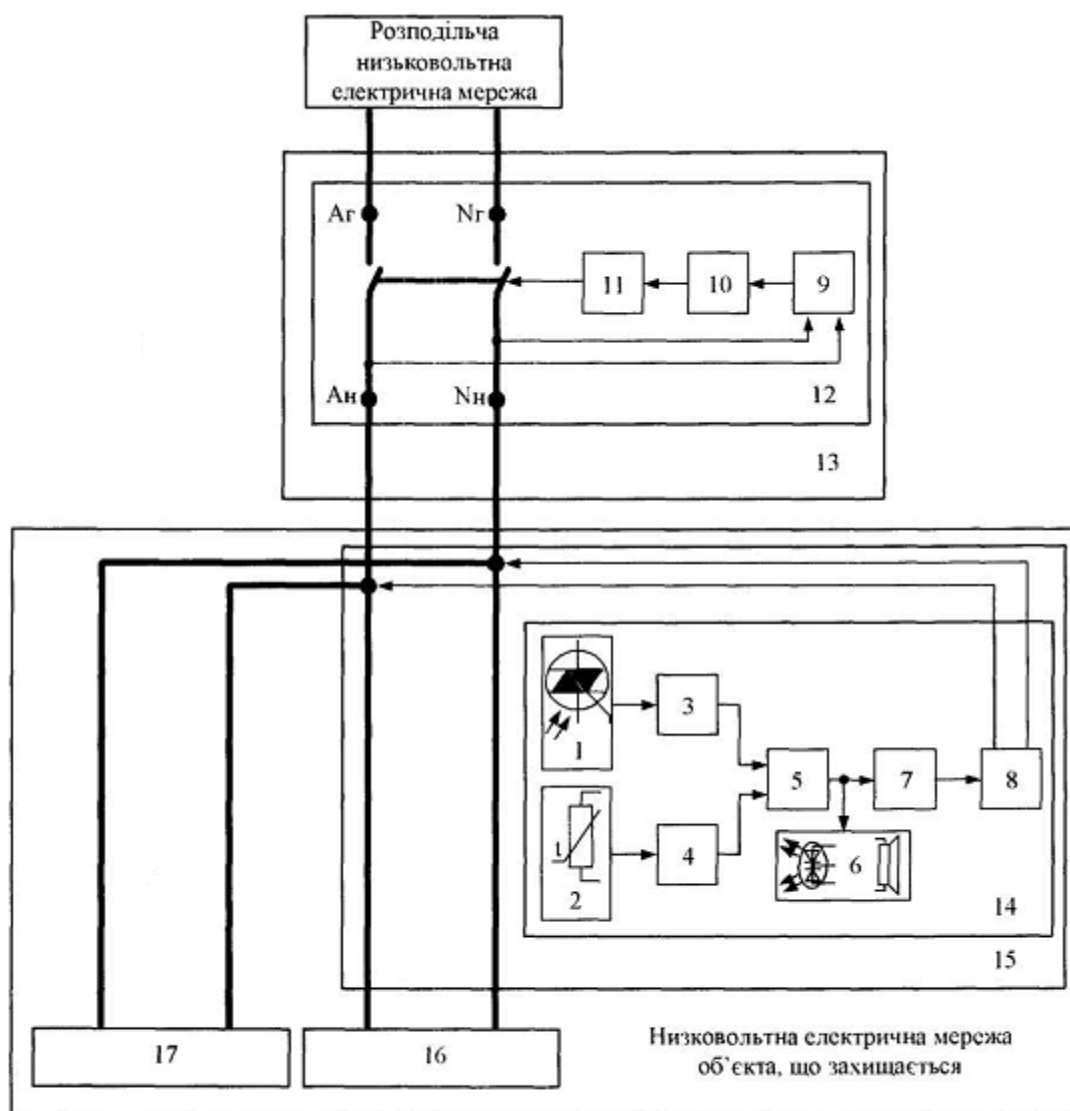 Розподільча
низьковольтна
електрична мережа
Аг
Nг
11
10
9
Ан
Nн
12
13
1
3
5
7
8
t
2
4
6
14
15
17
16
Низковольтна електрична мережа
об’єкта, що захищається